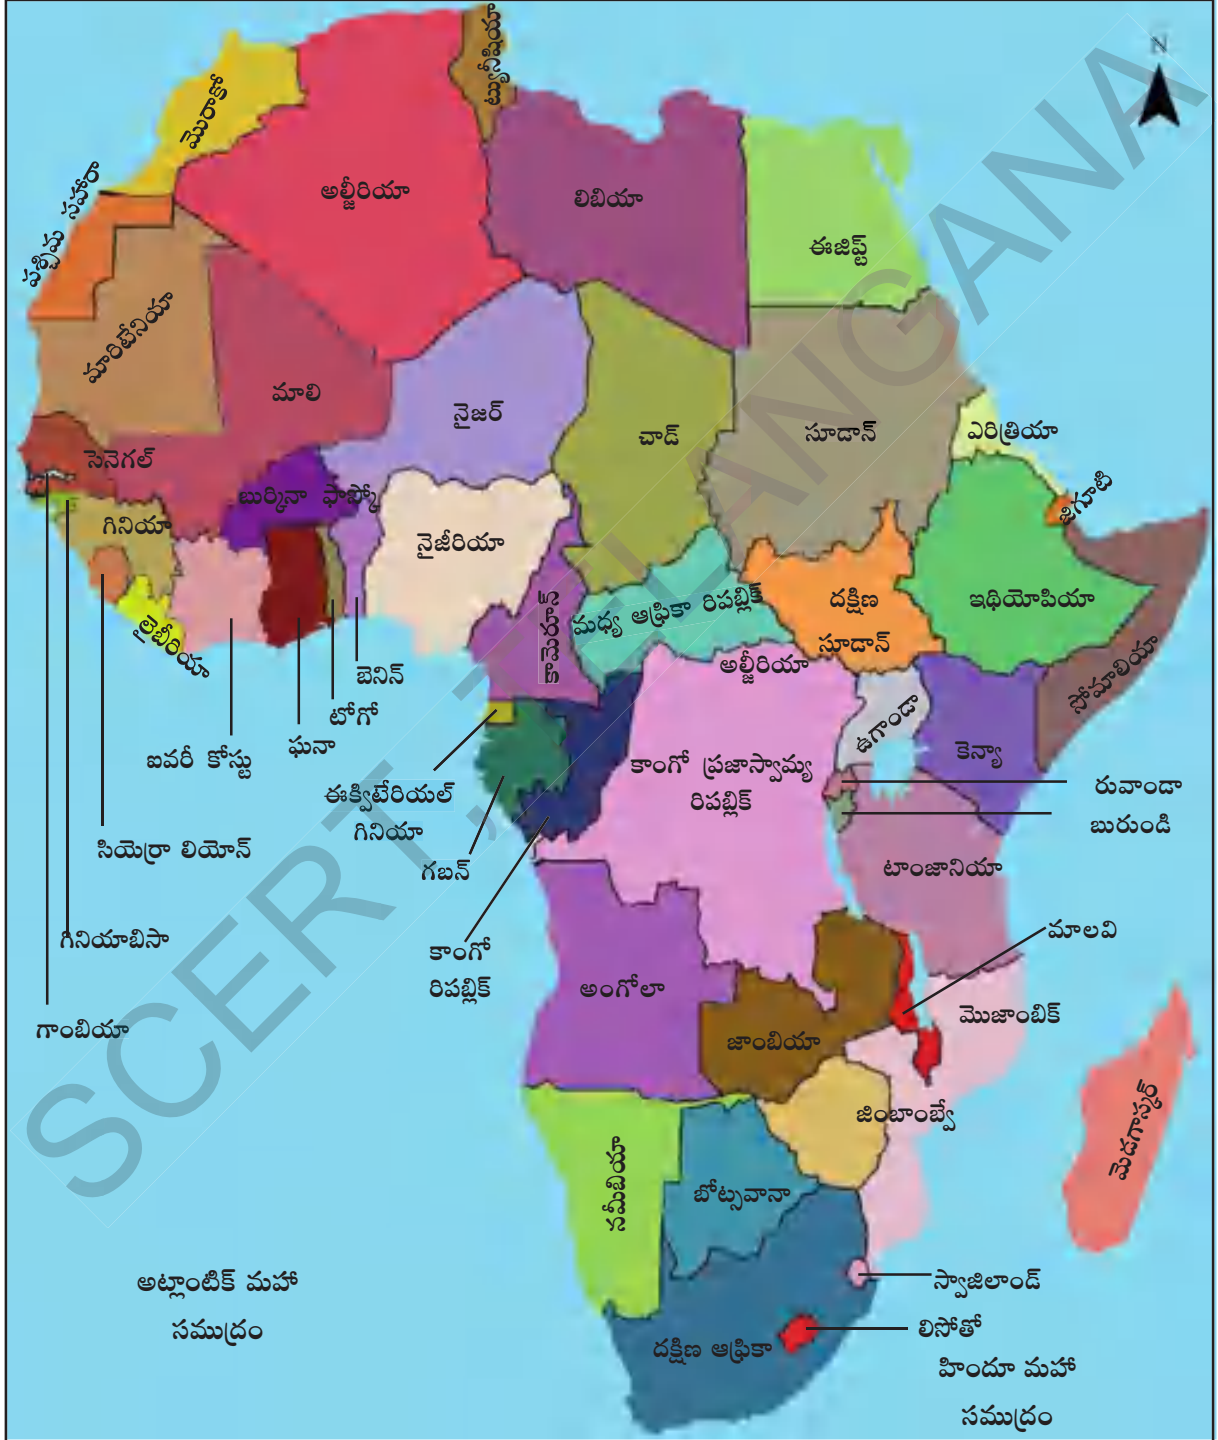 N
ట్యునీషియా
మొరాక్లో
అల్జీరియా
లిబియా
ఈజిప్ట్
పశ్చిమ సహారా
మారిటేనియా
మాలి
నైజర్
చాడ్
సూడాన్
ఎరిత్రియా
సెనెగల్
బుర్కినా ఫాస్కో
జిగూటి
గినియా
నైజీరియా
కామెరూన్
మధ్య ఆఫ్రికా రిపబ్లిక్
దక్షిణ
సూడాన్
ఇథియోపియా
లైబీరియా
అల్జీరియా
సోమాలియా
బెనిన్
టోగో
ఘనా
ఐవరీ కోస్టు
ఉగాండా
కెన్యా
కాంగో ప్రజాస్వామ్య
రిపబ్లిక్
ఈక్విటేరియల్
గినియా
రువాండా
బురుండి
సియెర్రా లియోన్
గబన్
టాంజానియా
గినియాబిసా
కాంగో
రిపబ్లిక్
మాలవి
అంగోలా
గాంబియా
మొజాంబిక్
జాంబియా
జింబాంబ్వే
మెడగాస్కర్
నమీబియా
బోట్సవానా
అట్లాంటిక్ మహా
సముద్రం
స్వాజిలాండ్
లిసోతో
దక్షిణ ఆఫ్రికా
హిందూ మహా
సముద్రం
SCERT, TELANGANA